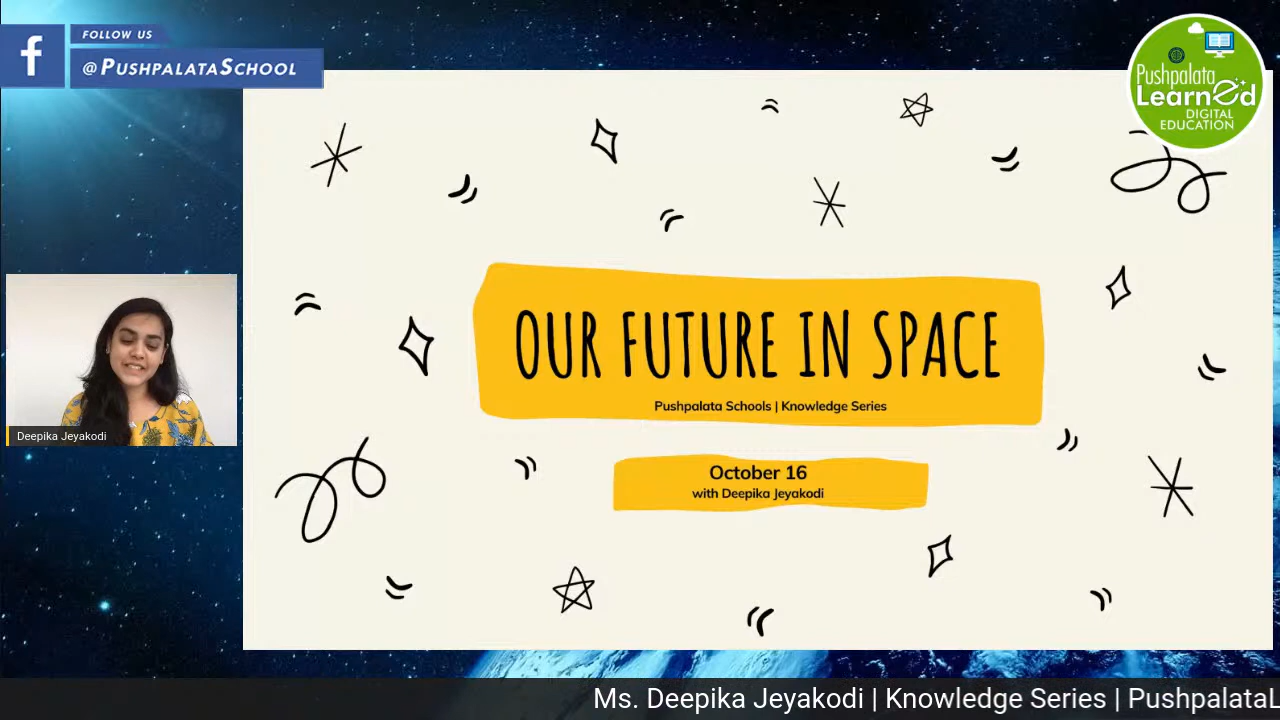 FOLLOW US
@PUSHPALATASCHOOL
Pushpalata
Learned
DIGITAL
EDUCATION
OUR FUTURE IN SPACE
Pushpalata Schools | Knowledge Series
October 16
with Deepika Jeyakodi
Deepika Jeyakodi
Ms. Deepika Jeyakodi | Knowledge Series | PushpalataL